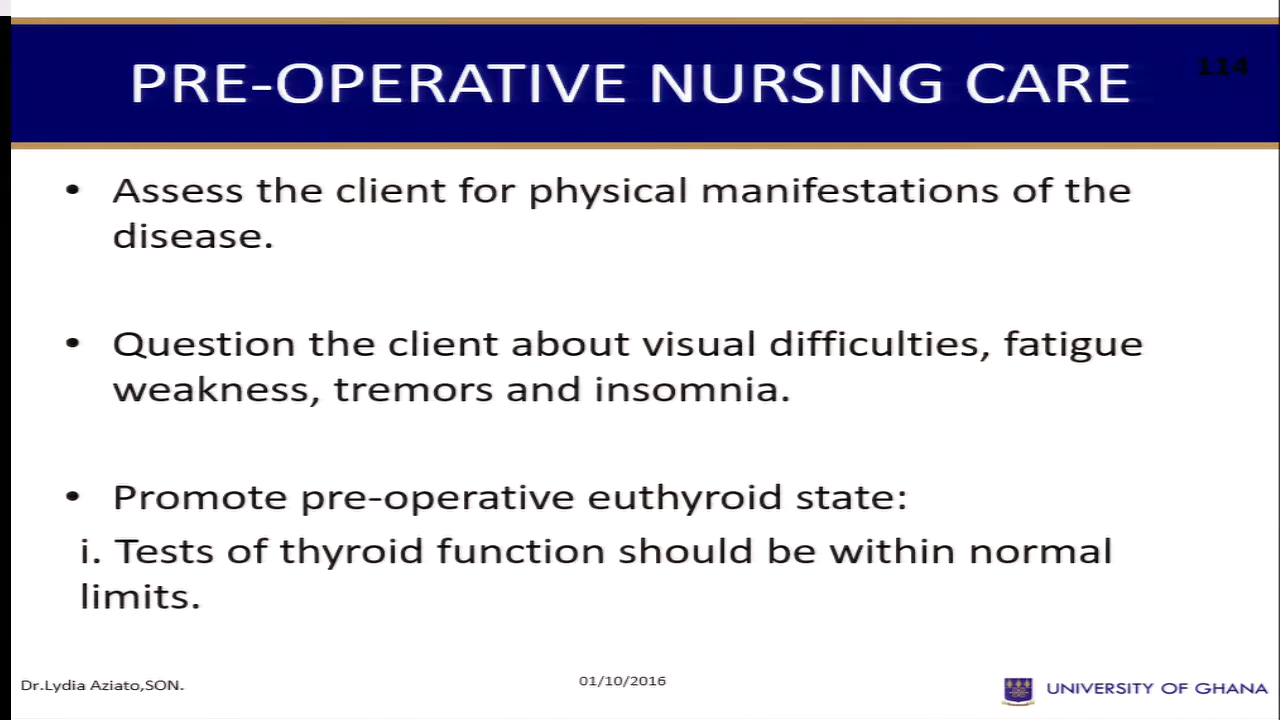 PRE-OPERATIVE NURSING CARE
114
• Assess the client for physical manifestations of the
disease.
• Question the client about visual difficulties, fatigue
weakness, tremors and insomnia.
• Promote pre-operative euthyroid state:
i. Tests of thyroid function should be within normal
limits.
Dr.Lydia Aziato,SON.
01/10/2016
UNIVERSITY OF GHANA